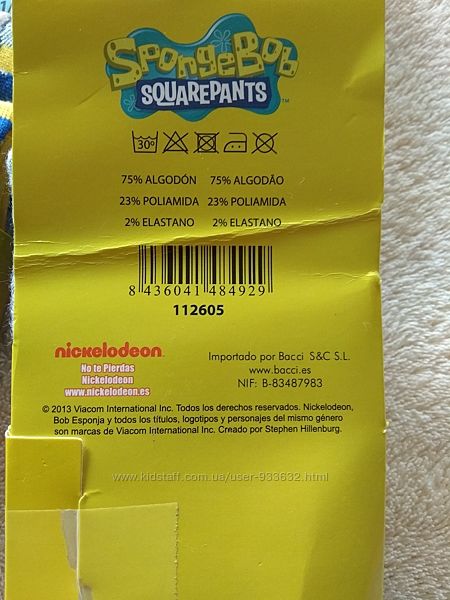 SpongeBob
SQUAREPANTS™
30°
75% ALGODÓN 75% ALGODÃO
23% POLIAMIDA 23% POLIAMIDA
2% ELASTANO 2% ELASTANO
8 436041 484929
112605
nickelodeon™
No te Pierdas
Nickelodeon
www.nickelodeon.es
Importado por Bacci S&C S.L.
www.bacci.es
NIF: B-83487983
© 2013 Viacom International Inc. Todos los derechos reservados. Nickelodeon,
Bob Esponja y todos los títulos, logotipos y personajes del mismo género
son marcas de Viacom International Inc. Creado por Stephen Hillenburg.
www.kidstaff.com.ua/user-933632.html